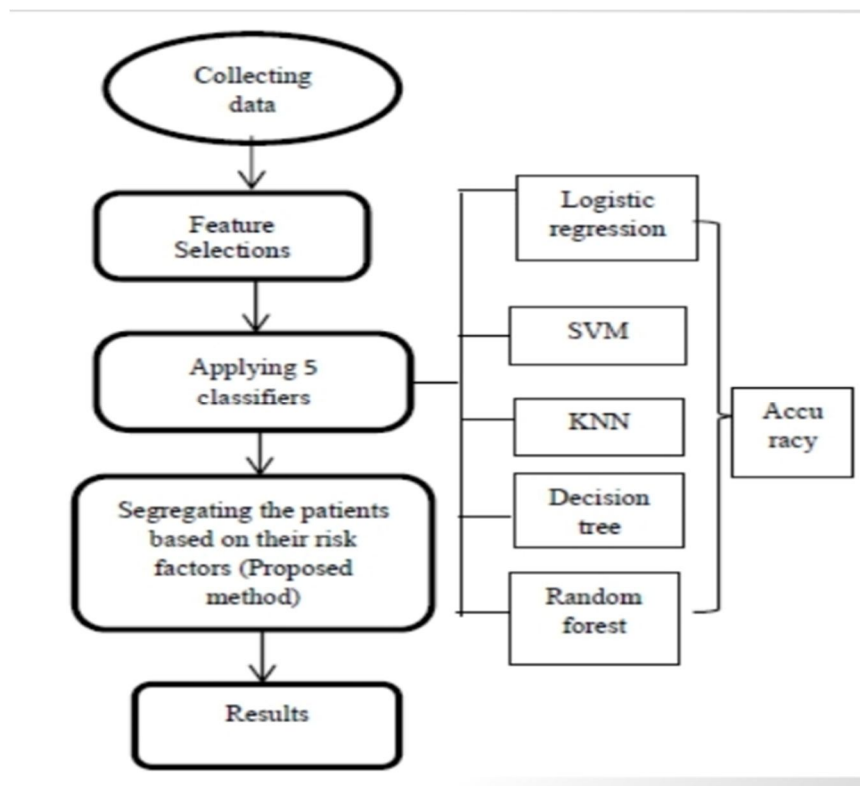 Collecting
data
Feature
Selections
Applying 5
classifiers
Segregating the patients
based on their risk
factors (Proposed
method)
Results
Logistic
regression
SVM
KNN
Decision
tree
Random
forest
Accu
racy